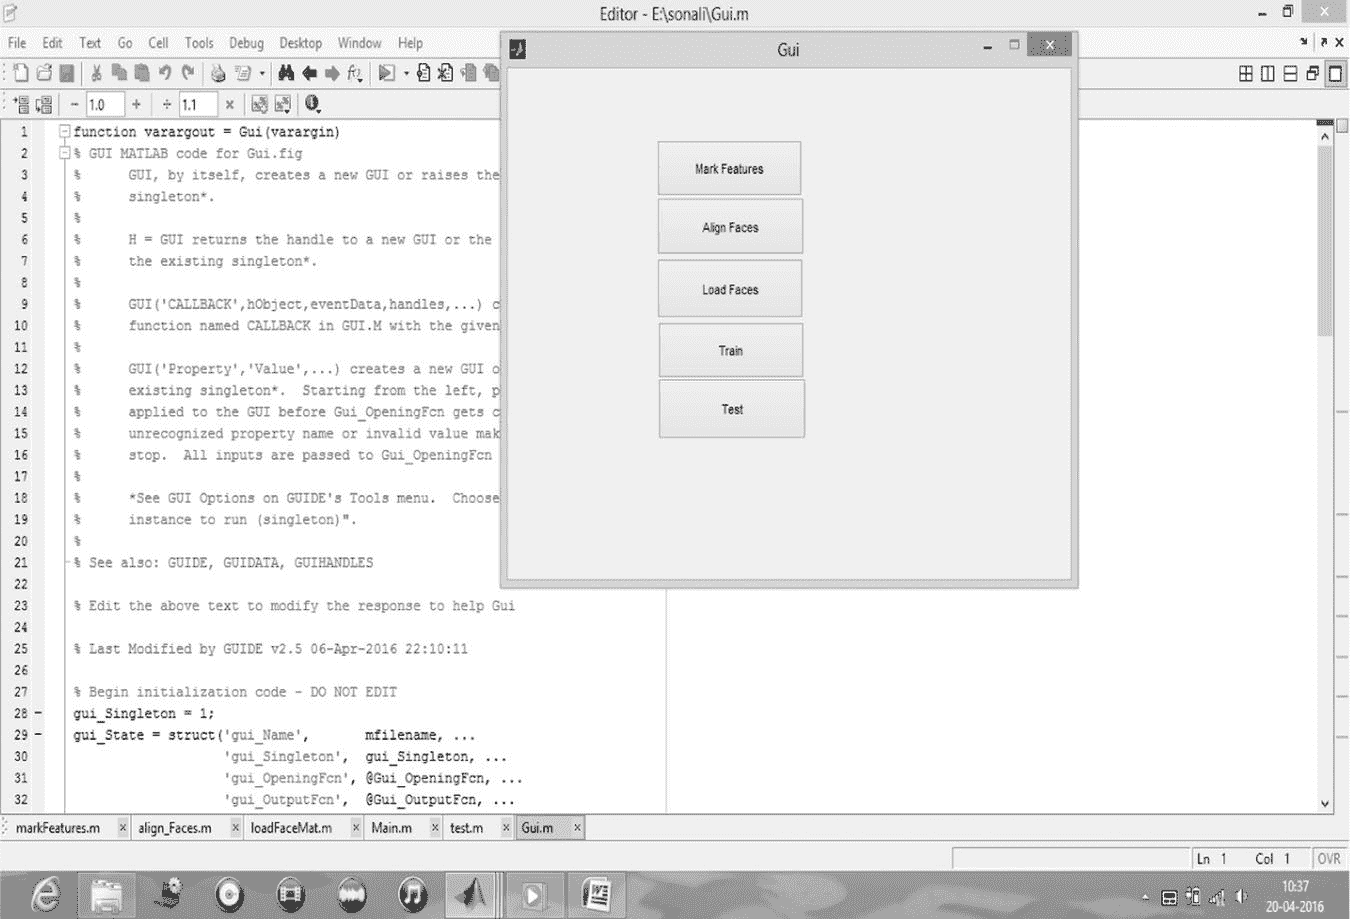 Editor - E:\sonali\Gui.m
File Edit Text Go Cell Tools Debug Desktop Window Help
1.0
1.1
1 function varargout = Gui(varargin)
2 % GUI MATLAB code for Gui.fig
3 % GUI, by itself, creates a new GUI or raises the
4 % singleton*.
5 %
6 % H = GUI returns the handle to a new GUI or the
7 % the existing singleton*.
8 %
9 % GUI('CALLBACK',hObject,eventData,handles,...) c
10 % function named CALLBACK in GUI.M with the given
11 %
12 % GUI('Property','Value',...) creates a new GUI o
13 % existing singleton*. Starting from the left, p
14 % applied to the GUI before Gui_OpeningFcn gets c
15 % unrecognized property name or invalid value mak
16 % stop. All inputs are passed to Gui_OpeningFcn
17 %
18 % *See GUI Options on GUIDE's Tools menu. Choose
19 % instance to run (singleton)".
20 %
21 % See also: GUIDE, GUIDATA, GUIHANDLES
22
23 % Edit the above text to modify the response to help Gui
24
25 % Last Modified by GUIDE v2.5 06-Apr-2016 22:10:11
26
27 % Begin initialization code - DO NOT EDIT
28 gui_Singleton = 1;
29 gui_State = struct('gui_Name', mfilename, ...
30 'gui_Singleton', gui_Singleton, ...
31 'gui_OpeningFcn', @Gui_OpeningFcn, ...
32 'gui_OutputFcn', @Gui_OutputFcn, ...
Gui
Mark Features
Align Faces
Load Faces
Train
Test
markFeatures.m align_Faces.m loadFaceMat.m Main.m test.m Gui.m
Ln 1 Col 1 OVR
10:37
20-04-2016